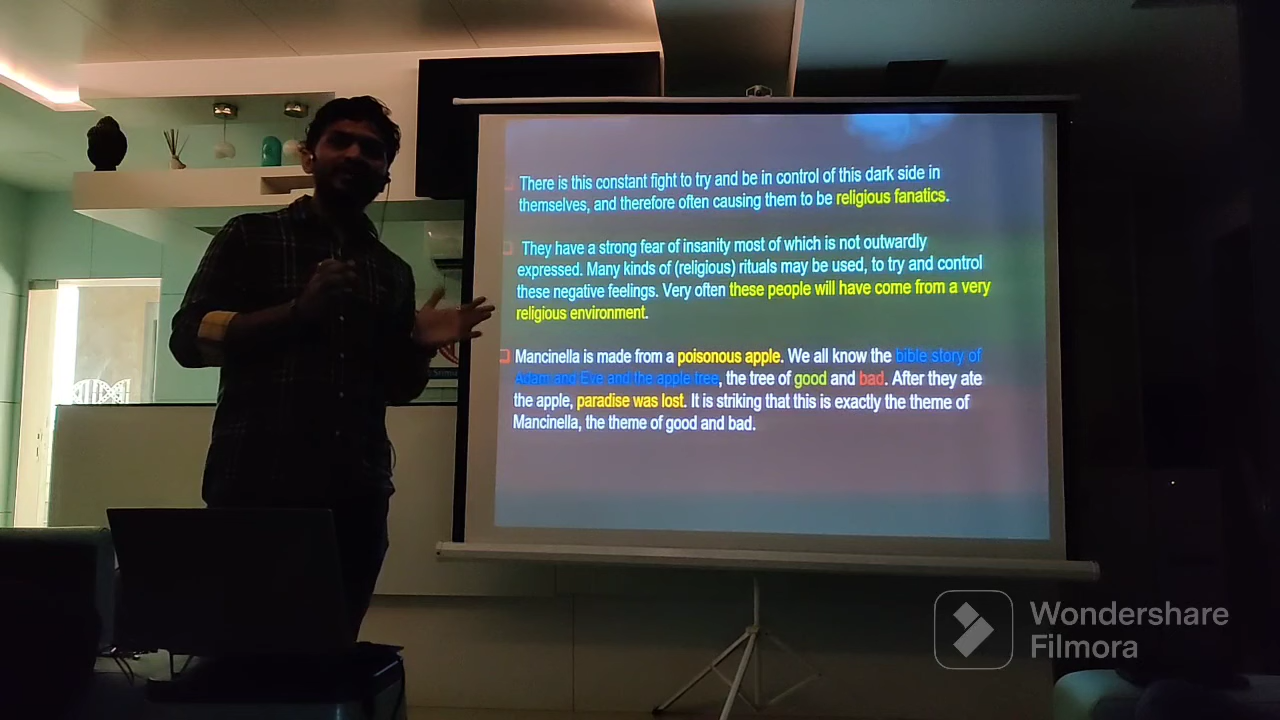 There is this constant fight to try and be in control of this dark side in
themselves, and therefore often causing them to be religious fanatics.
They have a strong fear of insanity most of which is not outwardly
expressed. Many kinds of (religious) rituals may be used, to try and control
these negative feelings. Very often these people will have come from a very
religious environment.
Mancinella is made from a poisonous apple. We all know the bible story of
Adam and Eve and the apple tree, the tree of good and bad. After they ate
the apple, paradise was lost. It is striking that this is exactly the theme of
Mancinella, the theme of good and bad.
Wondershare
Filmora